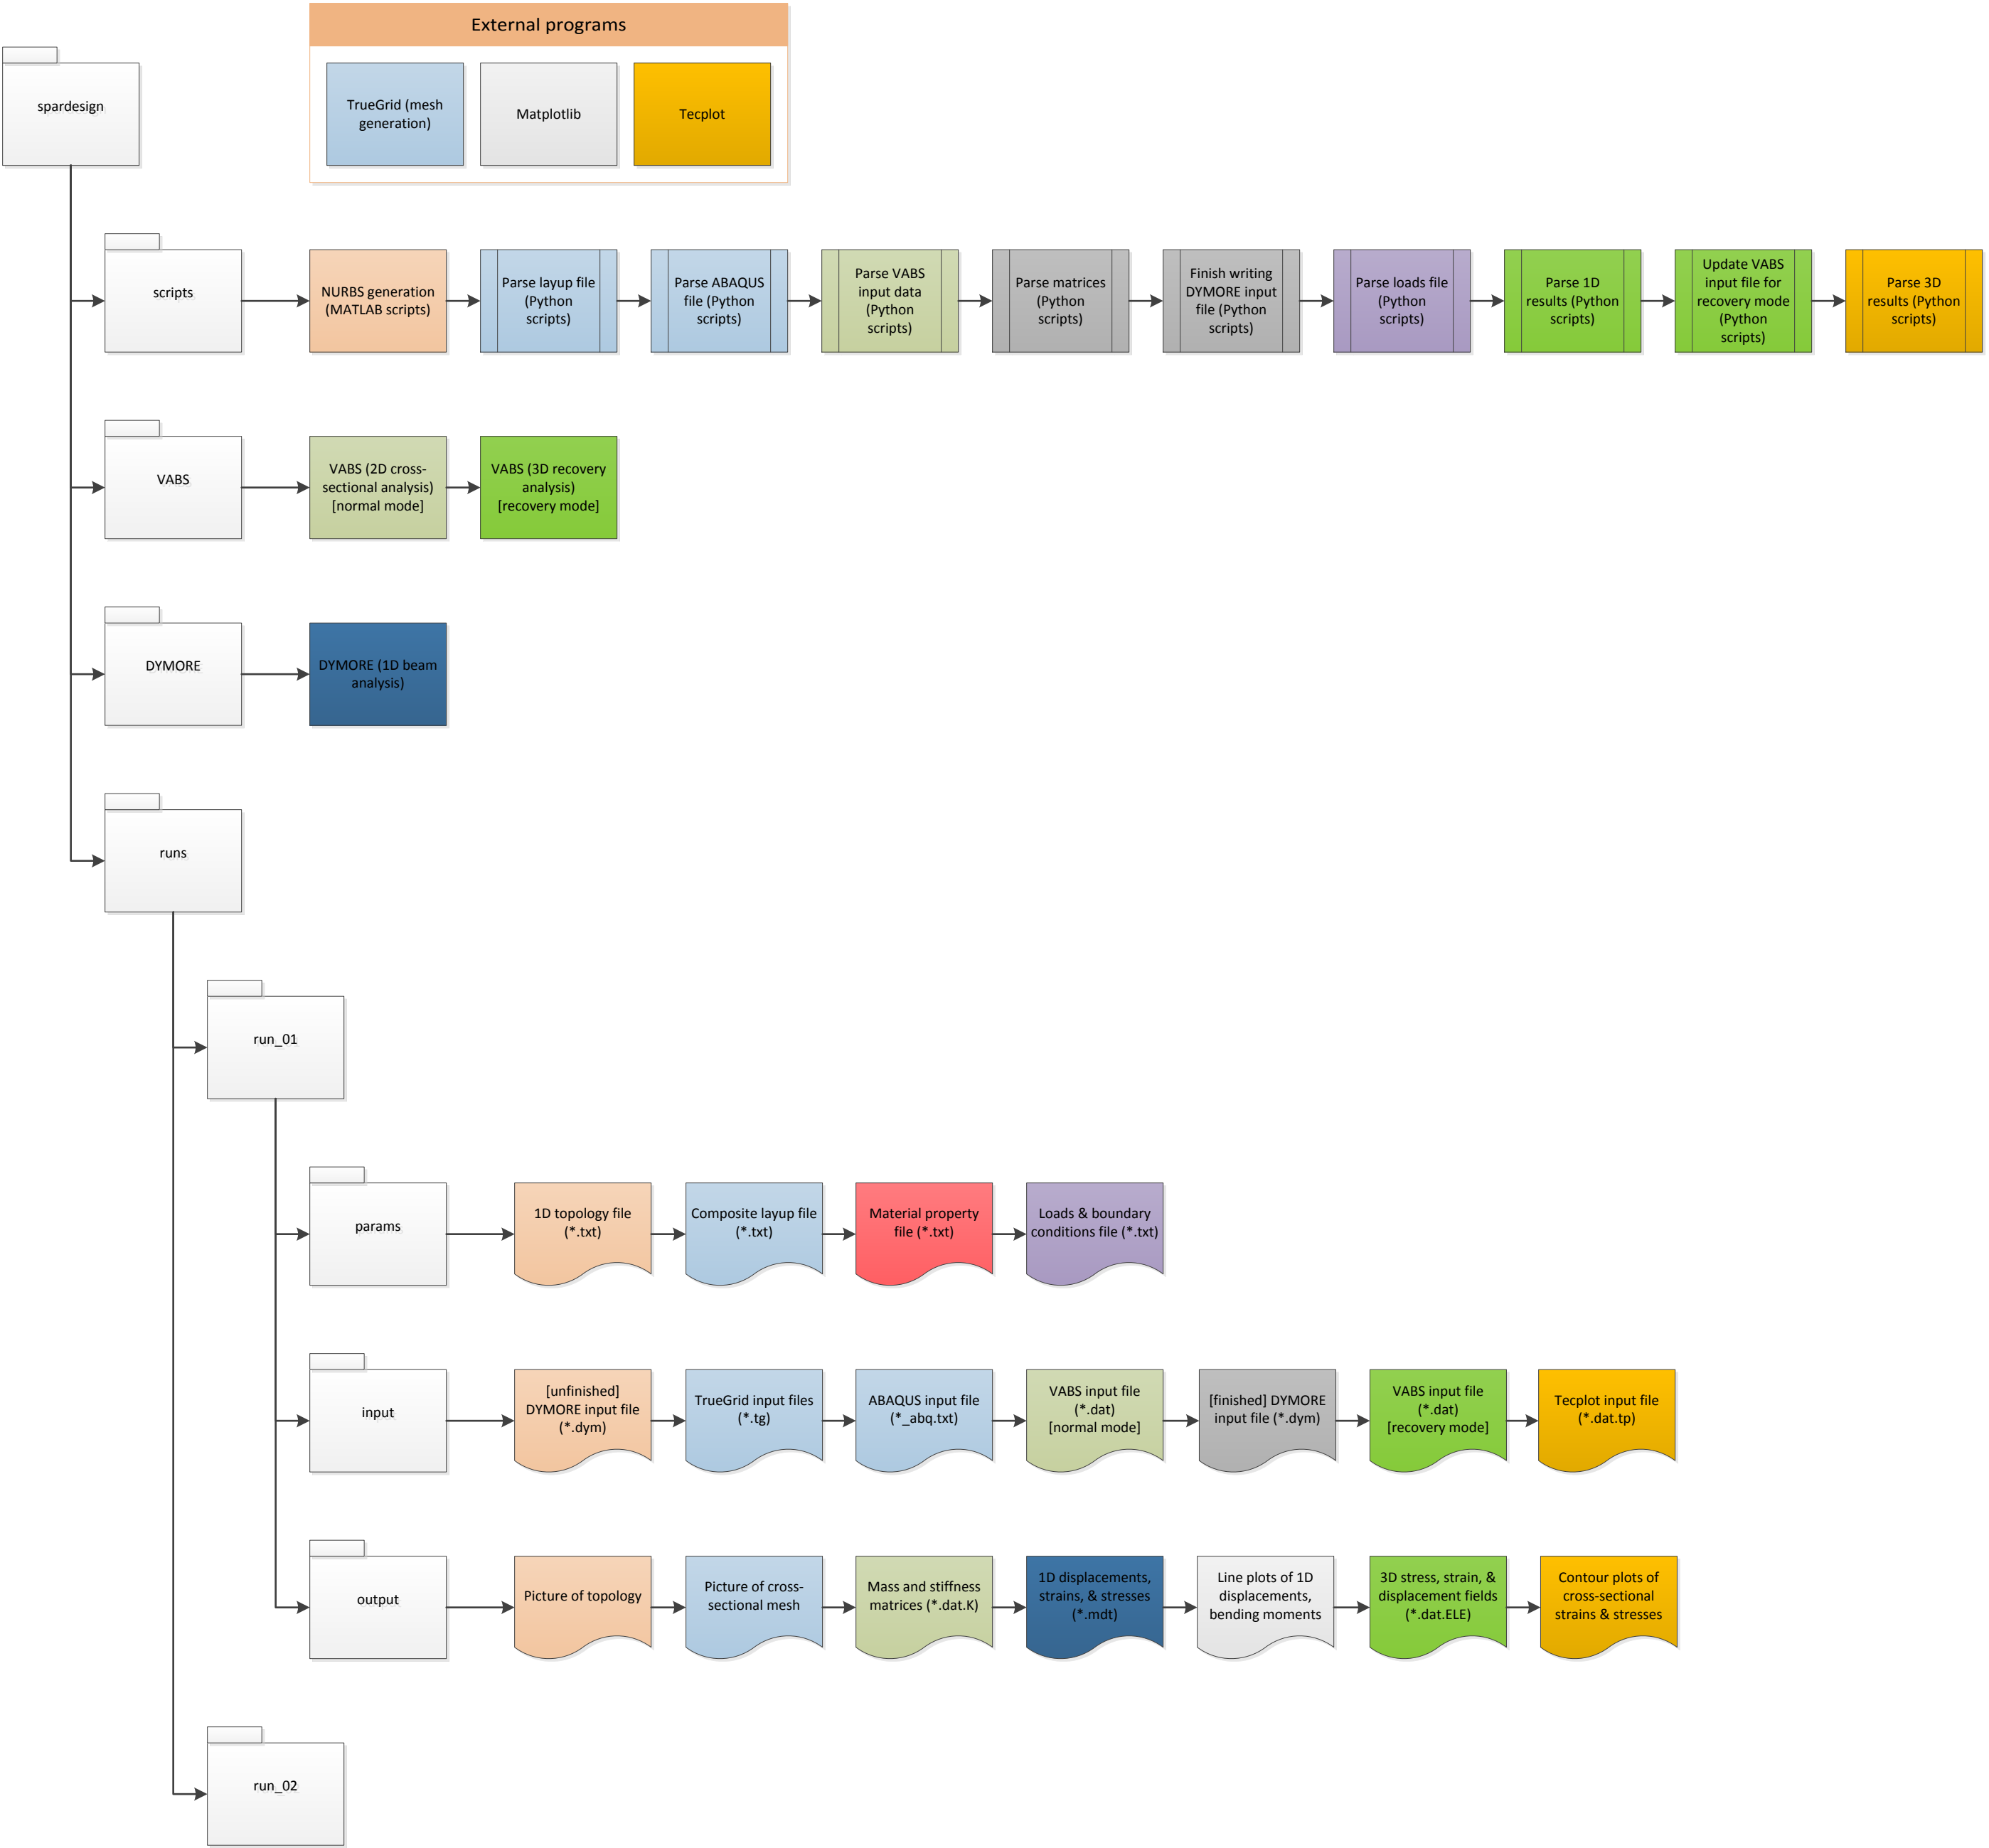 External programs
spardesign
TrueGrid (mesh
generation)
Matplotlib
Tecplot
scripts
NURBS generation
(MATLAB scripts)
Parse layup file
(Python
scripts)
Parse ABAQUS
file (Python
scripts)
Parse VABS
input data
(Python
scripts)
Parse matrices
(Python
scripts)
Finish writing
DYMORE input
file (Python
scripts)
Parse loads file
(Python
scripts)
Parse 1D
results (Python
scripts)
Update VABS
input file for
recovery mode
(Python
scripts)
Parse 3D
results (Python
scripts)
VABS
VABS (2D cross-
sectional analysis)
[normal mode]
VABS (3D recovery
analysis)
[recovery mode]
DYMORE
DYMORE (1D beam
analysis)
runs
run_01
params
1D topology file
(*.txt)
Composite layup file
(*.txt)
Material property
file (*.txt)
Loads & boundary
conditions file (*.txt)
input
[unfinished]
DYMORE input file
(*.dym)
TrueGrid input files
(*.tg)
ABAQUS input file
(*_abq.txt)
VABS input file
(*.dat)
[normal mode]
[finished] DYMORE
input file (*.dym)
VABS input file
(*.dat)
[recovery mode]
Tecplot input file
(*.dat.tp)
output
Picture of topology
Picture of cross-
sectional mesh
Mass and stiffness
matrices (*.dat.K)
1D displacements,
strains, & stresses
(*.mdt)
Line plots of 1D
displacements,
bending moments
3D stress, strain, &
displacement fields
(*.dat.ELE)
Contour plots of
cross-sectional
strains & stresses
run_02